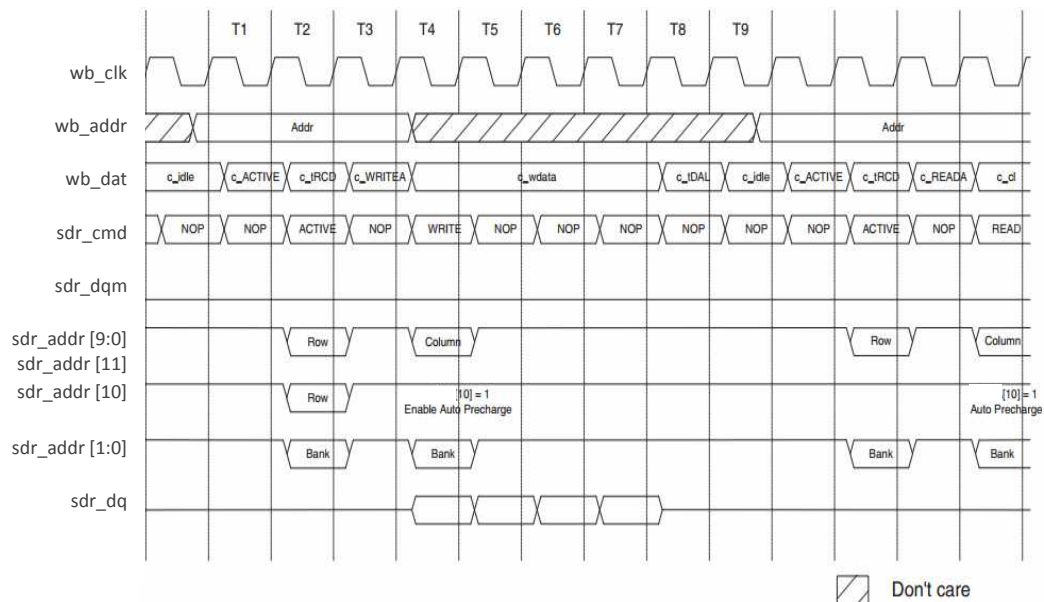 T1 T2 T3 T4 T5 T6 T7 T8 T9
wb_clk
wb_addr Addr Addr
wb_dat c_idle c_ACTIVE c_tRCD c_WRITEA c_wdata c_tDAL c_idle c_ACTIVE c_tRCD c_READA c_cl
sdr_cmd NOP NOP ACTIVE NOP WRITE NOP NOP NOP NOP NOP NOP ACTIVE NOP READ
sdr_dqm
sdr_addr [9:0] Row Column Row Column
sdr_addr [11]
sdr_addr [10] Row [10] = 1 [10] = 1
Enable Auto Precharge Auto Precharge
sdr_addr [1:0] Bank Bank Bank Bank
sdr_dq
Don't care